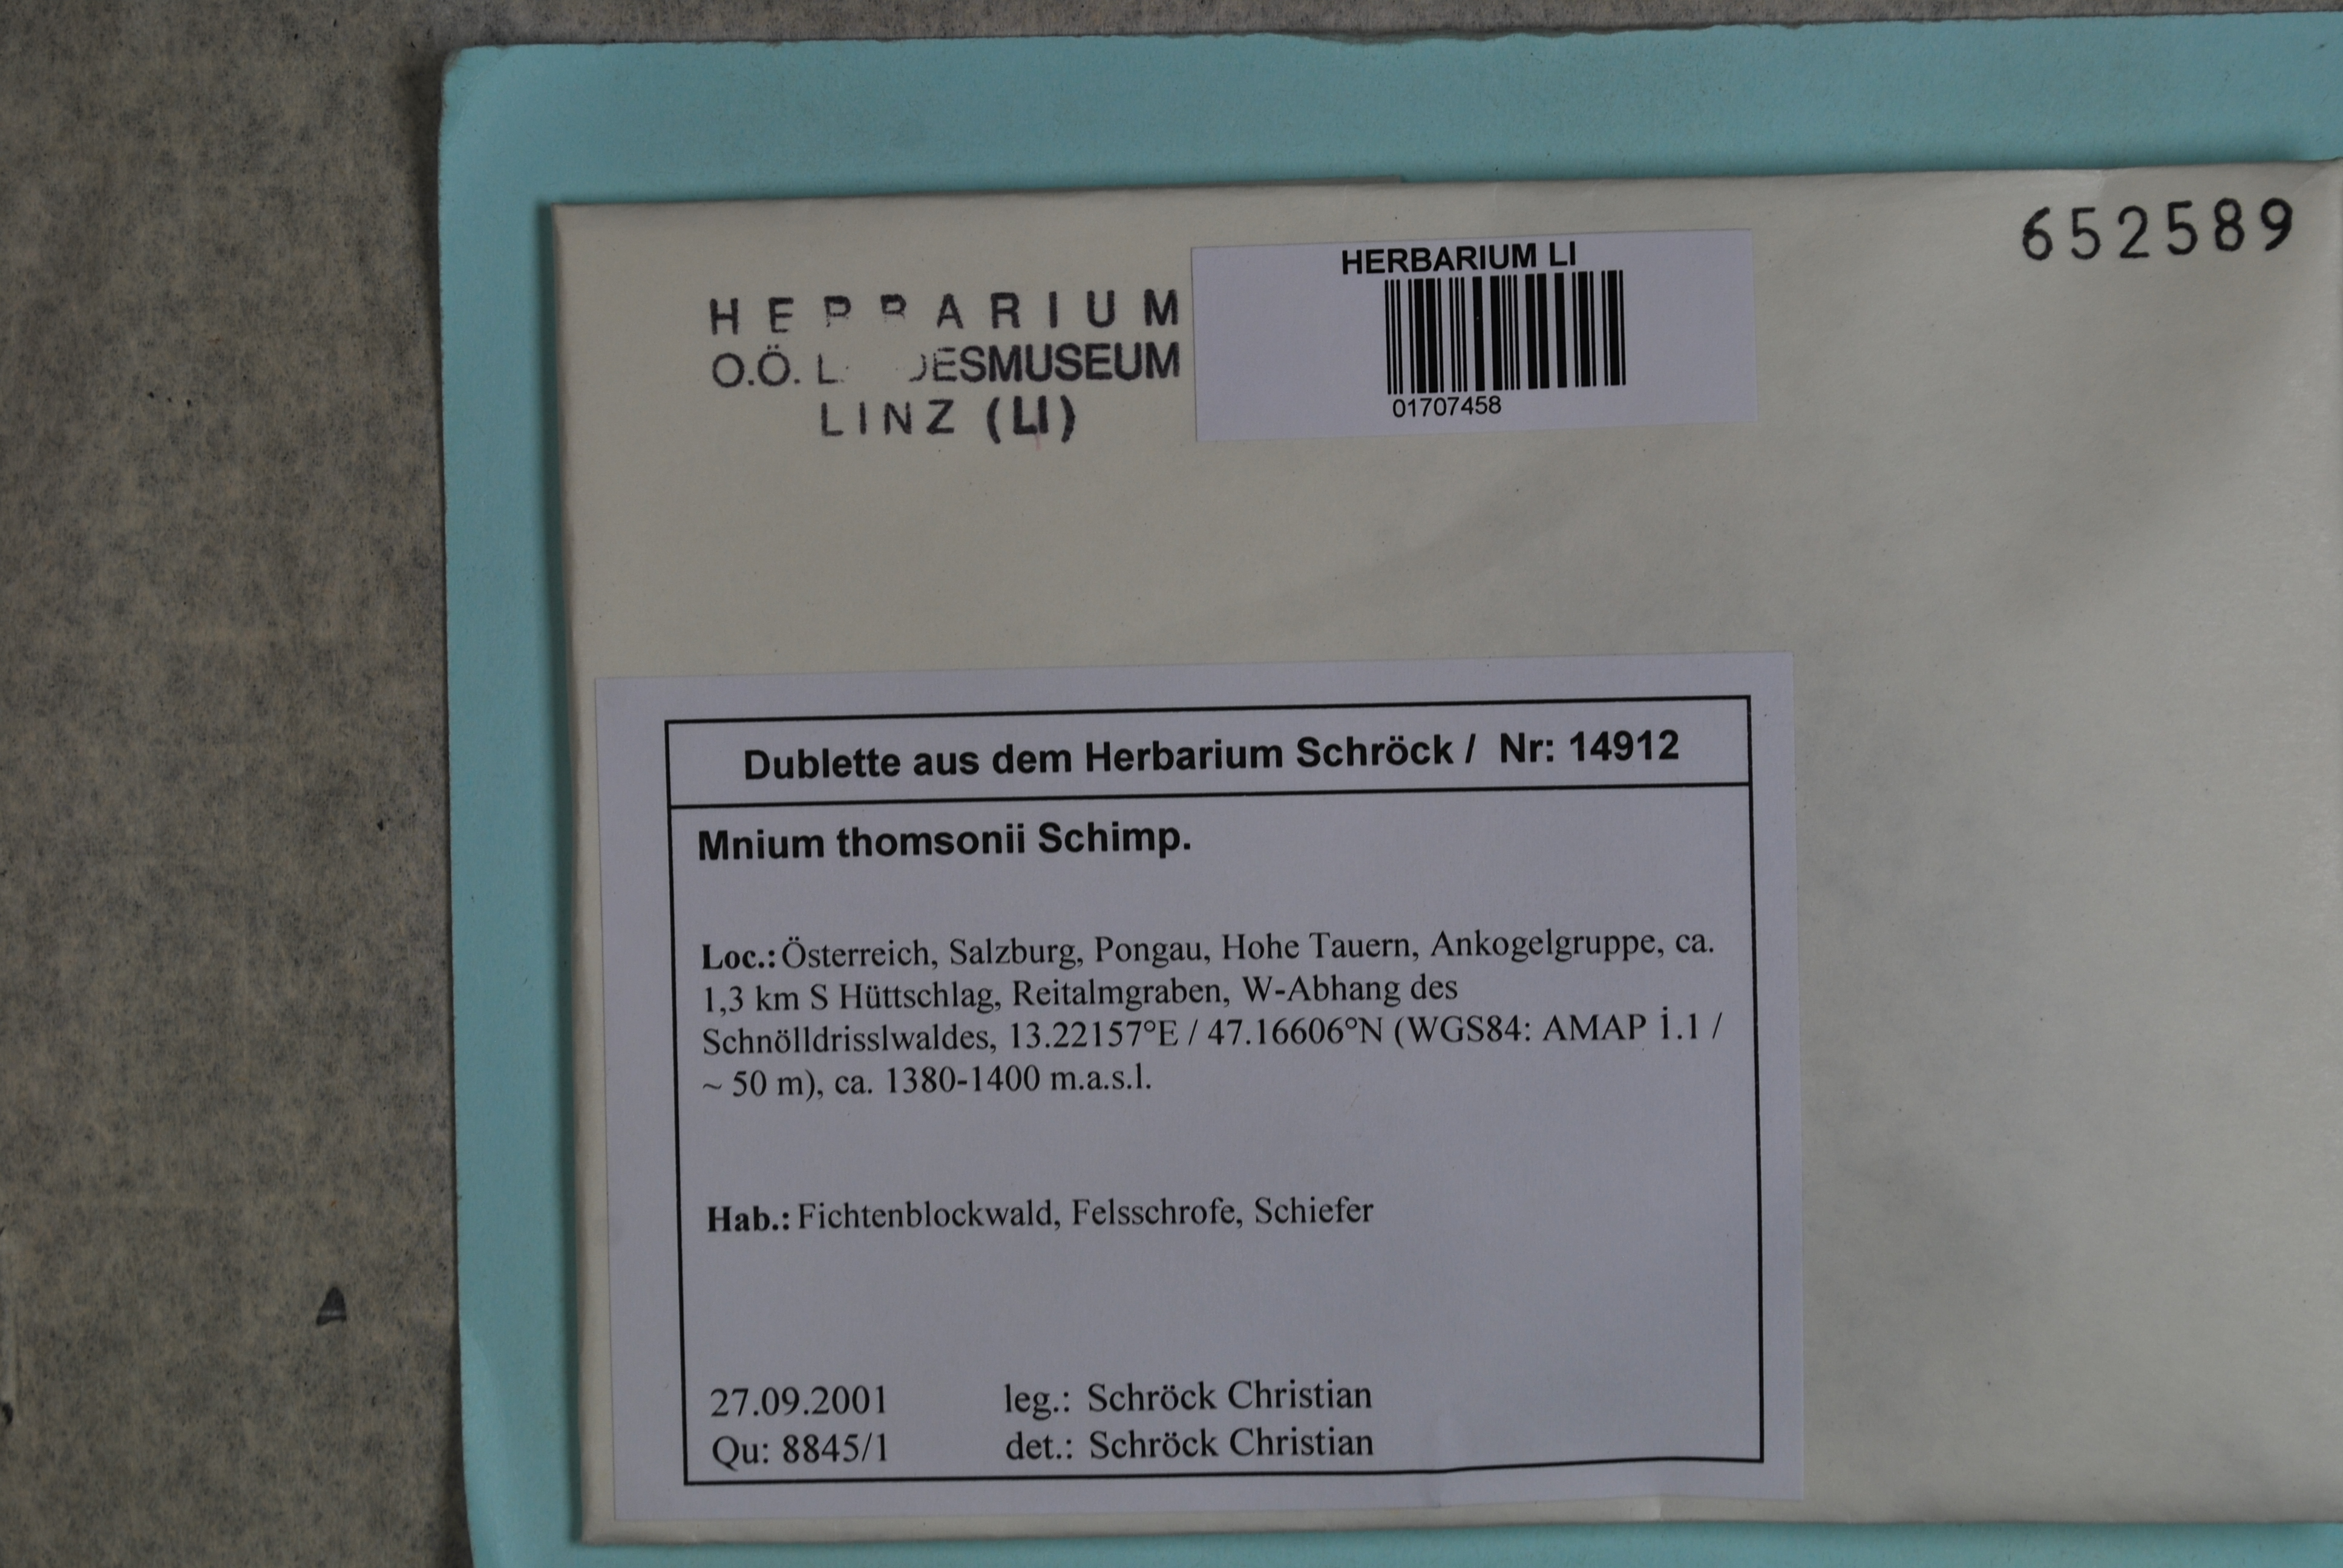 652589
HERBARIUM LI
01707458
HERBARIUM
O.Ö. LANDESMUSEUM
LINZ (LI)
Dublette aus dem Herbarium Schröck / Nr: 14912
Mnium thomsonii Schimp.
Loc.: Österreich, Salzburg, Pongau, Hohe Tauern, Ankogelgruppe, ca.
1,3 km S Hüttschlag, Reitalmgraben, W-Abhang des
Schnölldrisslwaldes, 13.22157°E / 47.16606°N (WGS84: AMAP 1.1 /
~ 50 m), ca. 1380-1400 m.a.s.l.
Hab.: Fichtenblockwald, Felsschrofe, Schiefer
27.09.2001 leg.: Schröck Christian
Qu: 8845/1 det.: Schröck Christian